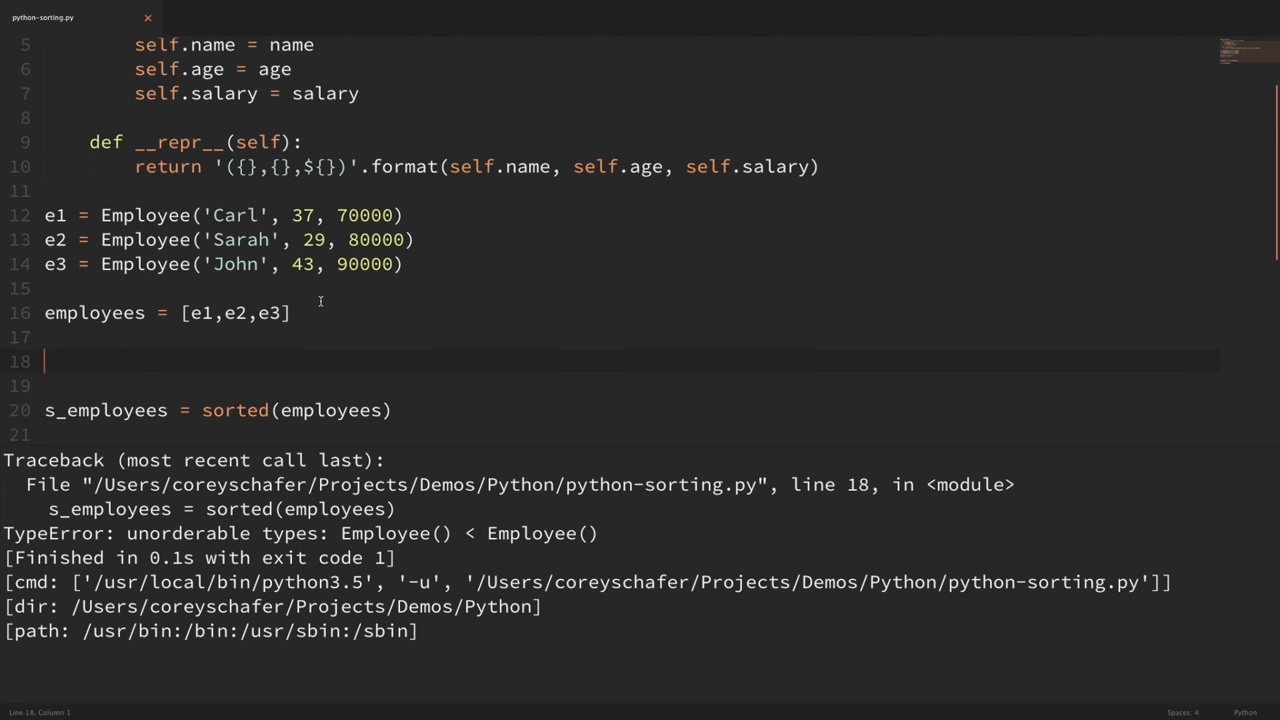 python-sorting.py ×
5 self.name = name
6 self.age = age
7 self.salary = salary
8
9 def __repr__(self):
10 return '({},{},${})'.format(self.name, self.age, self.salary)
11
12 e1 = Employee('Carl', 37, 70000)
13 e2 = Employee('Sarah', 29, 80000)
14 e3 = Employee('John', 43, 90000)
15
16 employees = [e1,e2,e3]
17
18
19
20 s_employees = sorted(employees)
21
Traceback (most recent call last):
File "/Users/coreyschafer/Projects/Demos/Python/python-sorting.py", line 18, in <module>
s_employees = sorted(employees)
TypeError: unorderable types: Employee() < Employee()
[Finished in 0.1s with exit code 1]
[cmd: ['/usr/local/bin/python3.5', '-u', '/Users/coreyschafer/Projects/Demos/Python/python-sorting.py']]
[dir: /Users/coreyschafer/Projects/Demos/Python]
[path: /usr/bin:/bin:/usr/sbin:/sbin]
Line 18, Column 1 Spaces: 4 Python